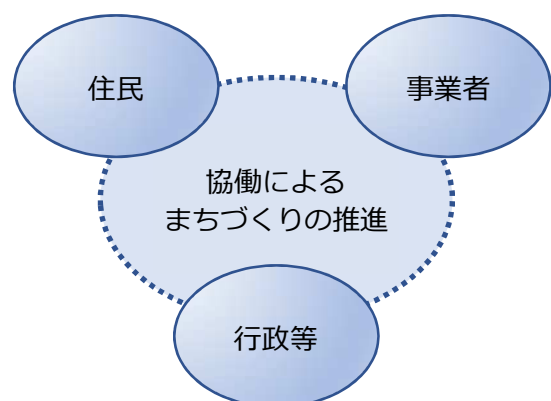 住民
事業者
協働による
まちづくりの推進
行政等